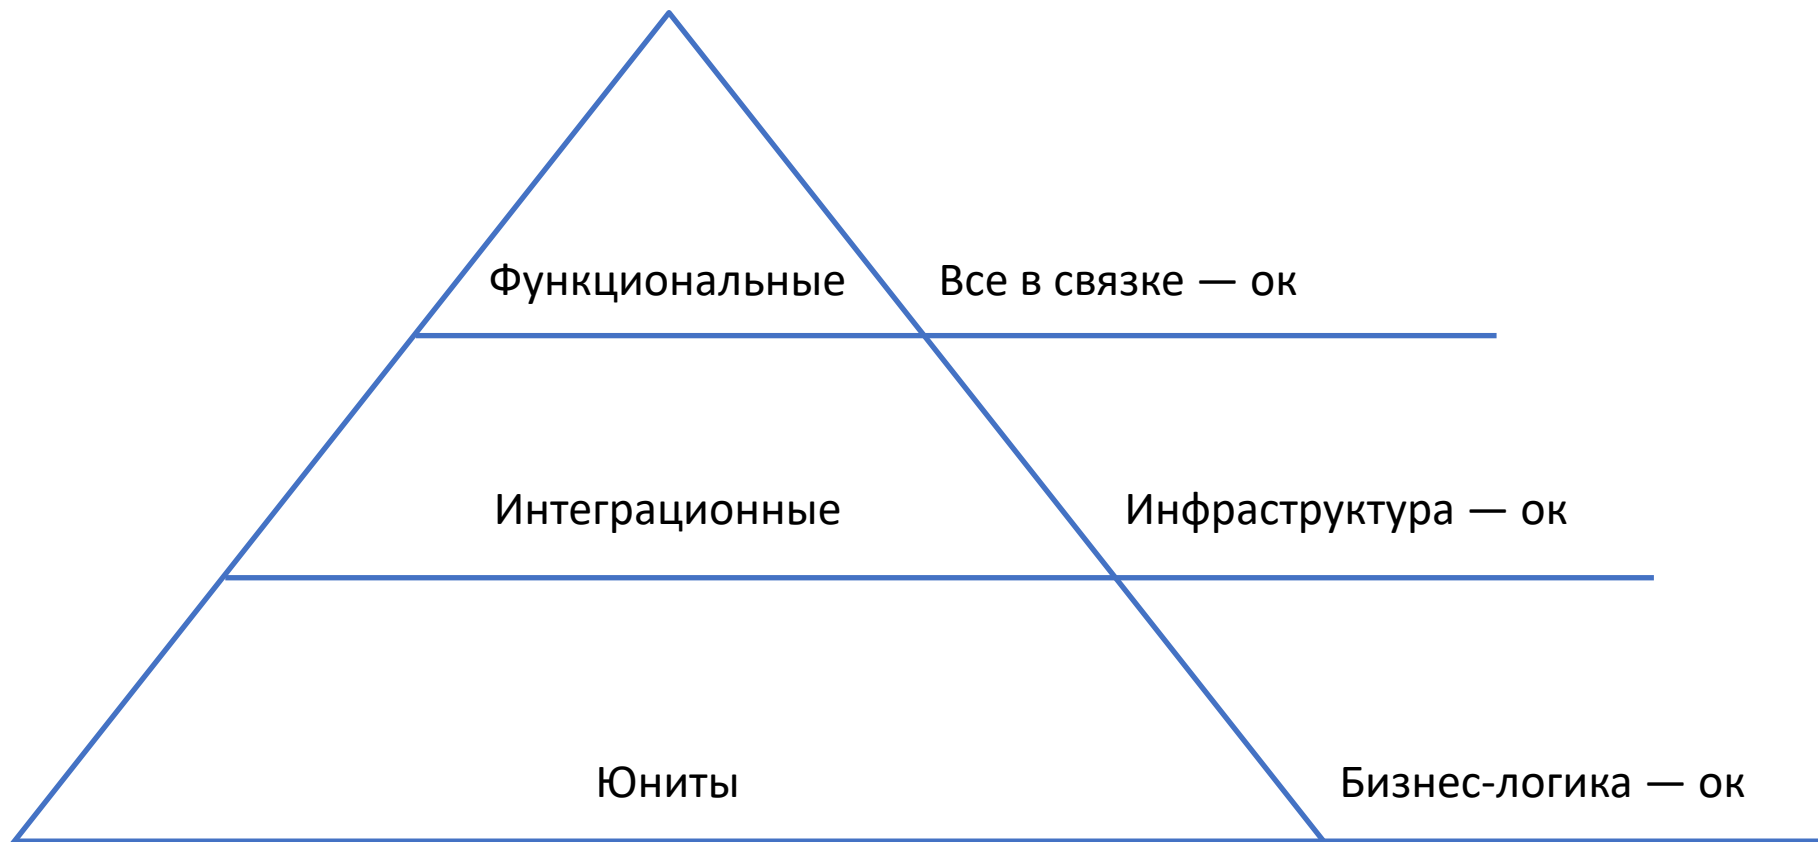 Функциональные
Все в связке — ок
Интеграционные
Инфраструктура — ок
Юниты
Бизнес-логика — ок